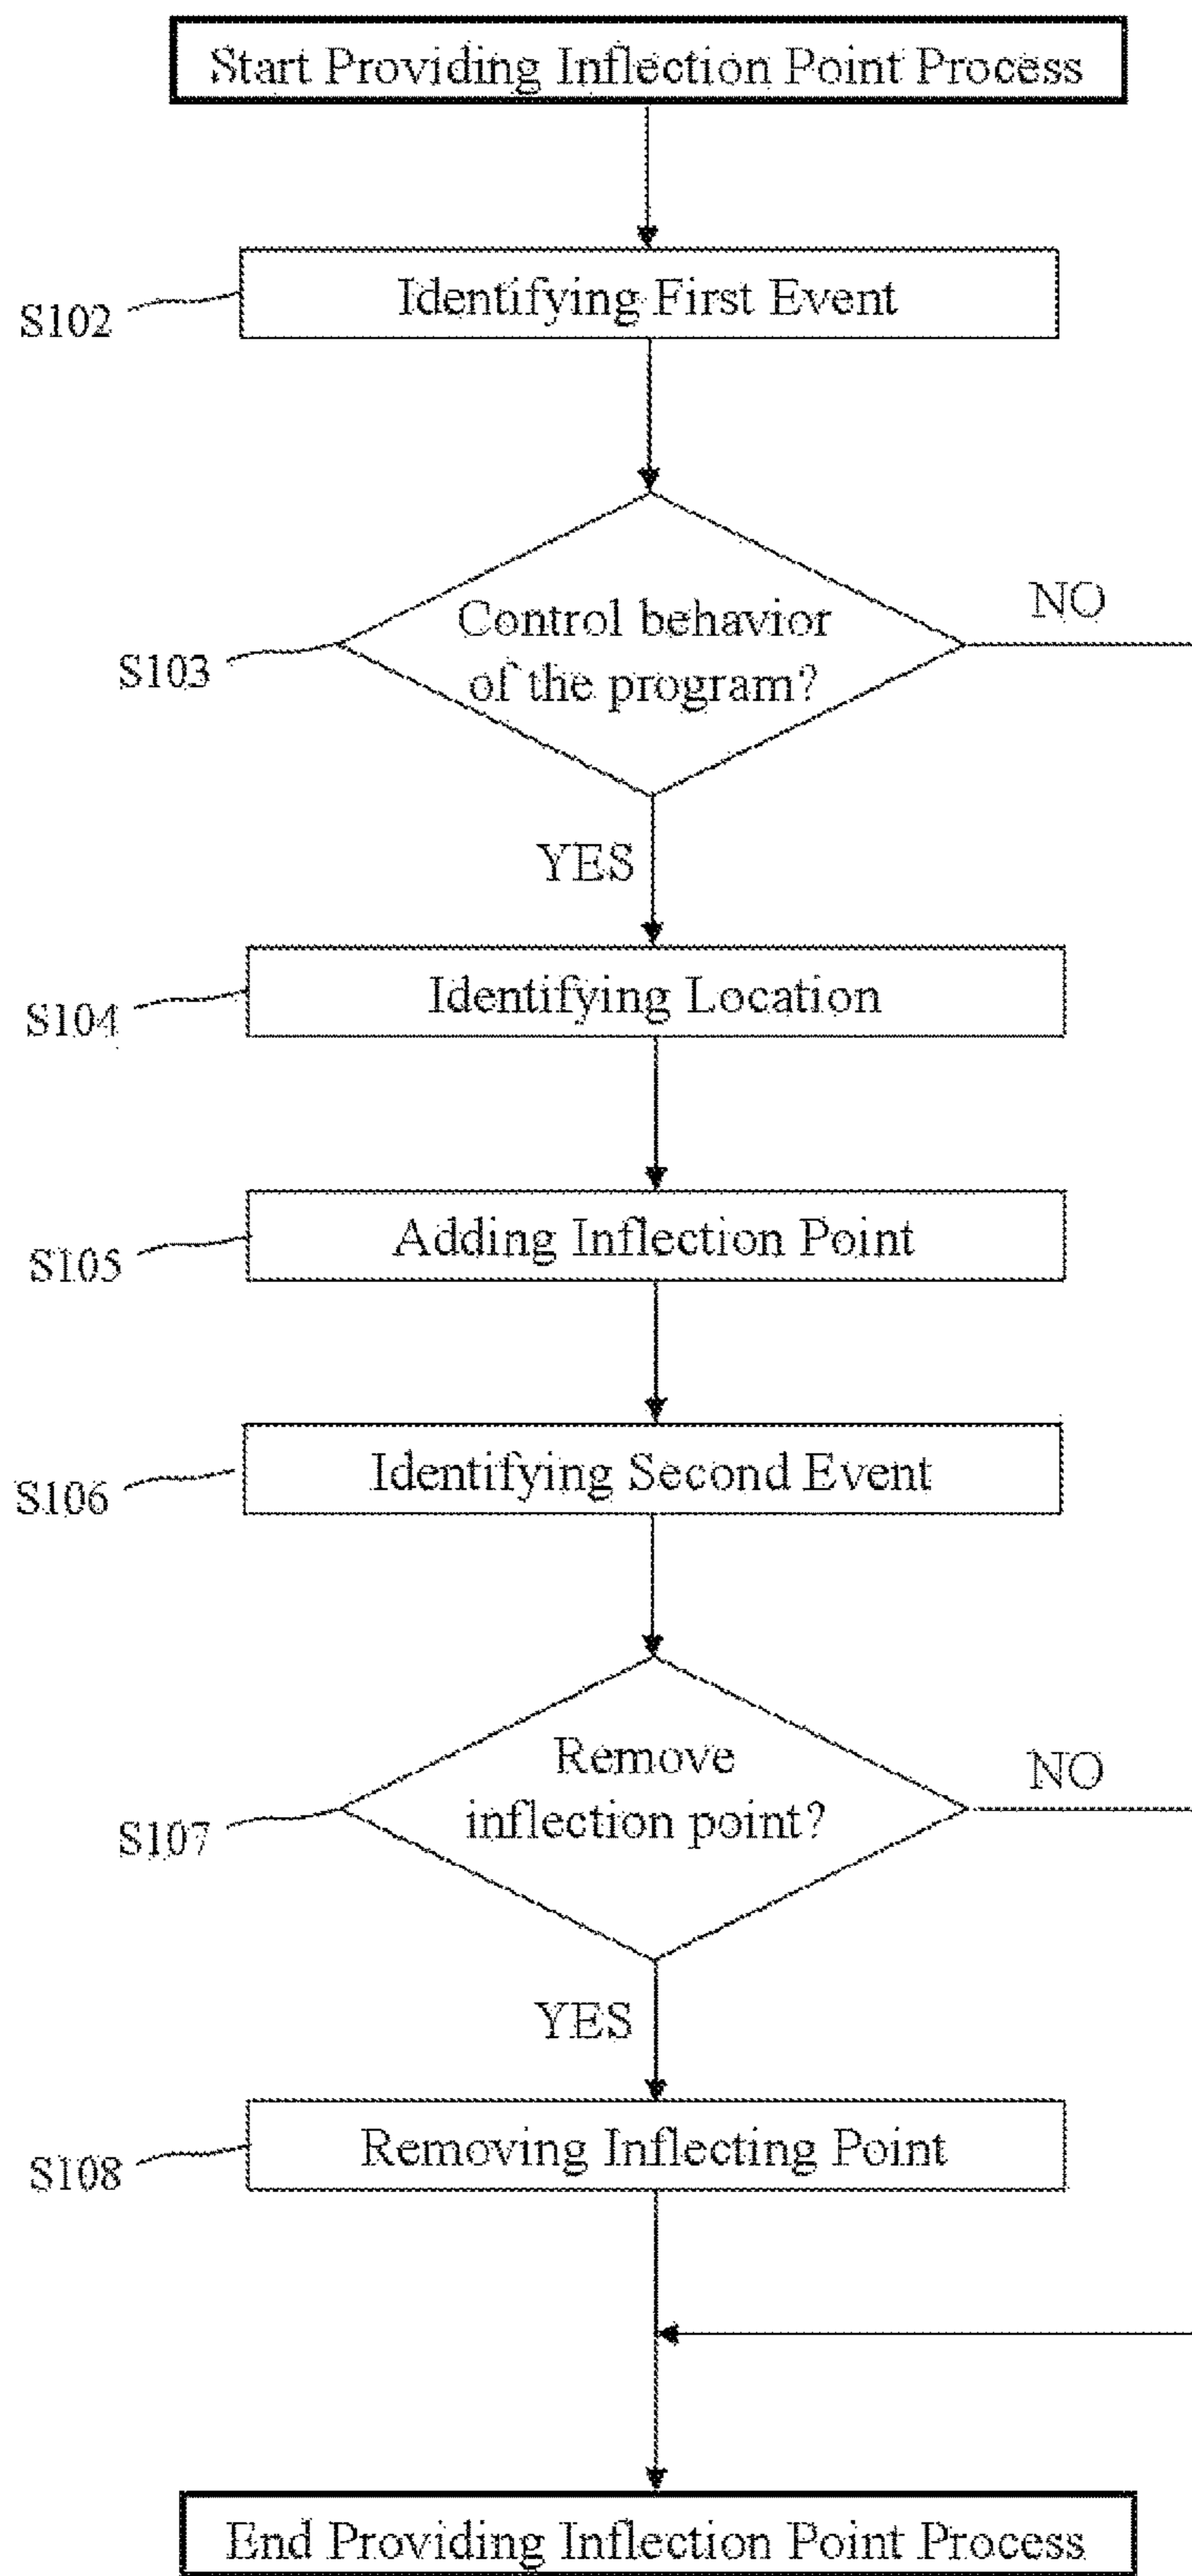 Start Providing Inflection Point Process
Identifying First Event
S102
Control behavior
of the program?
NO
S103
YES
Identifying Location
S104
Adding Inflection Point
S105
Identifying Second Event
S106
Remove
inflection point?
NO
S107
YES
Removing Inflecting Point
S108
End Providing Inflection Point Process